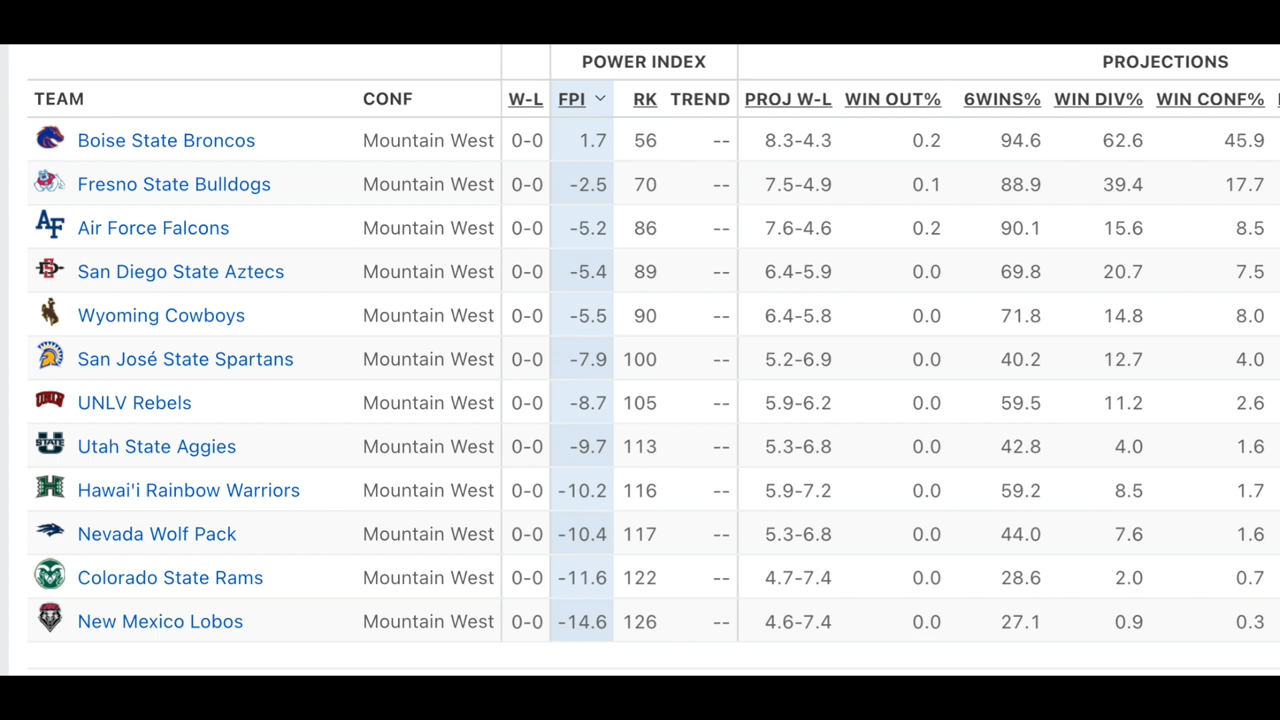 POWER INDEX PROJECTIONS
TEAM CONF W-L FPI RK TREND PROJ W-L WIN OUT% 6WINS% WIN DIV% WIN CONF%
Boise State Broncos Mountain West 0-0 1.7 56 -- 8.3-4.3 0.2 94.6 62.6 45.9
Fresno State Bulldogs Mountain West 0-0 -2.5 70 -- 7.5-4.9 0.1 88.9 39.4 17.7
AF Air Force Falcons Mountain West 0-0 -5.2 86 -- 7.6-4.6 0.2 90.1 15.6 8.5
SD San Diego State Aztecs Mountain West 0-0 -5.4 89 -- 6.4-5.9 0.0 69.8 20.7 7.5
Wyoming Cowboys Mountain West 0-0 -5.5 90 -- 6.4-5.8 0.0 71.8 14.8 8.0
San José State Spartans Mountain West 0-0 -7.9 100 -- 5.2-6.9 0.0 40.2 12.7 4.0
UNLV UNLV Rebels Mountain West 0-0 -8.7 105 -- 5.9-6.2 0.0 59.5 11.2 2.6
U STATE Utah State Aggies Mountain West 0-0 -9.7 113 -- 5.3-6.8 0.0 42.8 4.0 1.6
H Hawai'i Rainbow Warriors Mountain West 0-0 -10.2 116 -- 5.9-7.2 0.0 59.2 8.5 1.7
Nevada Wolf Pack Mountain West 0-0 -10.4 117 -- 5.3-6.8 0.0 44.0 7.6 1.6
Colorado State Rams Mountain West 0-0 -11.6 122 -- 4.7-7.4 0.0 28.6 2.0 0.7
New Mexico Lobos Mountain West 0-0 -14.6 126 -- 4.6-7.4 0.0 27.1 0.9 0.3